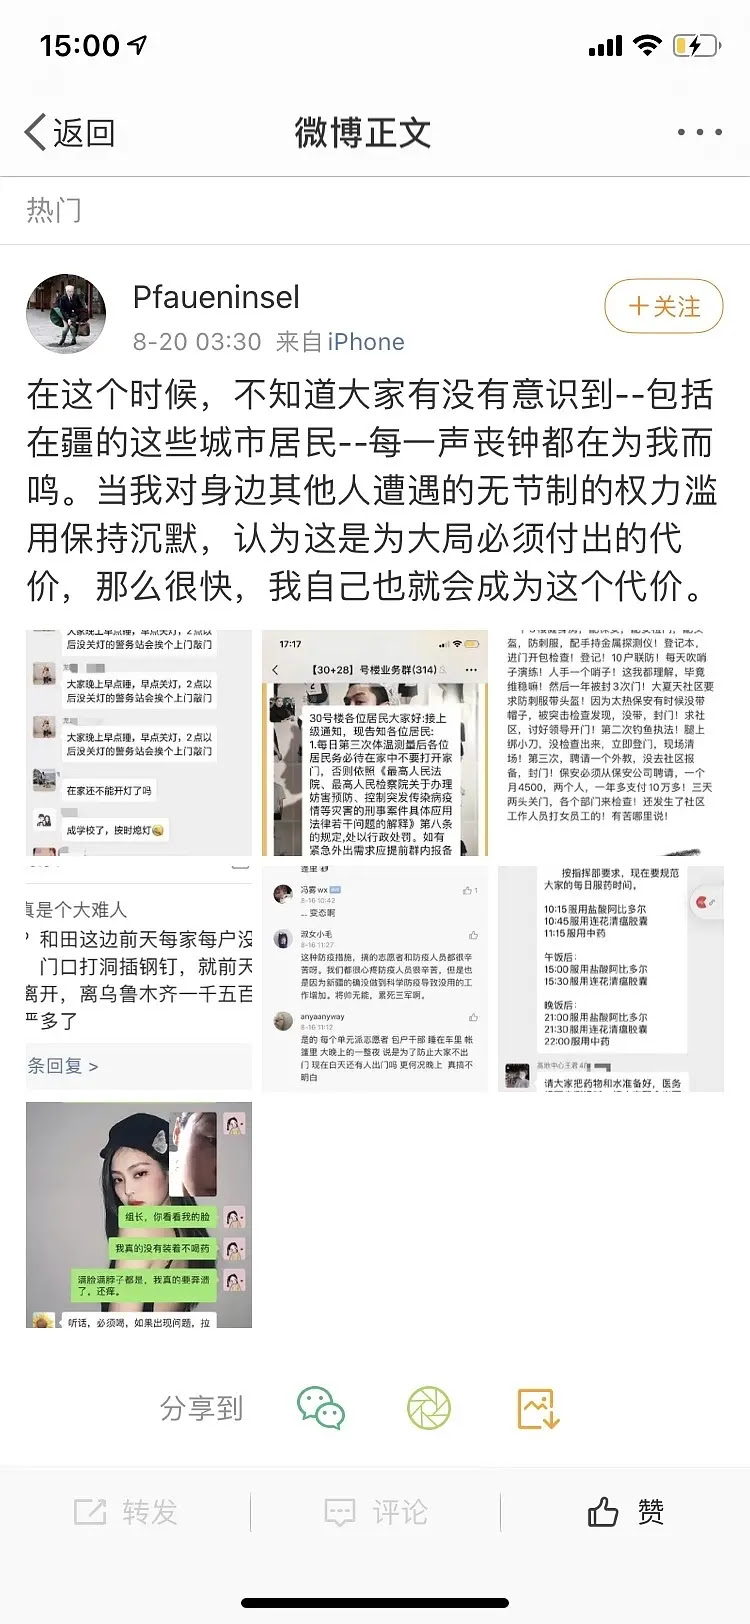 15:00
返回
微博正文
热门
Pfaueninsel
+关注
8-20 03:30 来自iPhone
在这个时候，不知道大家有没有意识到--包括
在疆的这些城市居民--每一声丧钟都在为我而
鸣。当我对身边其他人遭遇的无节制的权力滥
用保持沉默，认为这是为大局必须付出的代
价，那么很快，我自己也就会成为这个代价。
大家晚上早点睡，早点关灯，2点以
后没关灯的警务站会挨个上门敲门
大家晚上早点睡，早点关灯，2点以
后没关灯的警务站会挨个上门敲门
大家晚上早点睡，早点关灯，2点以
后没关灯的警务站会挨个上门敲门
在家还不能开灯了吗
成学校了，按时熄灯
17:17
【30+28】号楼业务群(314)
30号楼各位居民大家好:接上
级通知，现告知各位居民:
1.每日第三次体温测量后各位
居民务必待在家中不要打开家
门，否则依照《最高人民法
院、最高人民检察院关于办理
妨害预防、控制突发传染病疫
情等灾害的刑事案件具体应用
法律若干问题的解释》第八条
的规定,处以行政处罚。如有
紧急外出需求应提前群内报备
盔，防刺服，配手持金属探测仪！登记本，
进门开包检查！登记！10户联防！每天吹哨
子演练！人手一个哨子！这我都理解，毕竟
维稳嘛！然后一年被封3次门！大夏天社区要
求防刺服带头盔！因为太热保安有时候没带
帽子，被突击检查发现，没带，封门！求社
区，讨好领导开门！第二次钓鱼执法！腿上
绑小刀，没检查出来，立即登门，现场清
场！第三次，聘请一个外教，没去社区报
备，封门！保安必须从保安公司聘请，一个
月4500，两个人，一年多支付10万多！三天
两头关门，各个部门来检查！还发生了社区
工作人员打女员工的！有苦哪里说！
真是个大难人
和田这边前天每家每户没
门口打洞插钢钉，就前天
离开，离乌鲁木齐一千五百
严多了
条回复 >
冯雾wx
1
8-16 10:42
... 变态啊
淑女小毛
8-16 11:27
这种防疫措施，搞的志愿者和防疫人员都很辛
苦呀。我们都很心疼防疫人员很辛苦，但是也
是因为新疆的确没做到科学防疫导致没用的工
作增加。将帅无能，累死三军啊。
anyaanyway
8-16 11:12
是的 每个单元派志愿者 包户干部 睡在车里 帐
篷里 大晚上的一整夜 说是为了防止大家不出
门 现在白天还有人出门吗 更何况晚上 真搞不
明白
按指挥部要求，现在要规范
大家的每日服药时间。
10:15服用盐酸阿比多尔
10:45服用连花清瘟胶囊
11:15服用中药
午饭后：
15:00服用盐酸阿比多尔
15:30服用连花清瘟胶囊
晚饭后：
21:00服用盐酸阿比多尔
21:30服用连花清瘟胶囊
22:00服用中药
请大家把药物和水准备好，医务
组长，你看看我的脸
我真的没有装着不喝药
满脸满脖子都是，我真的要莽溃
了。还痒。
听话，必须喝，如果出现问题，拉
分享到
转发
评论
赞